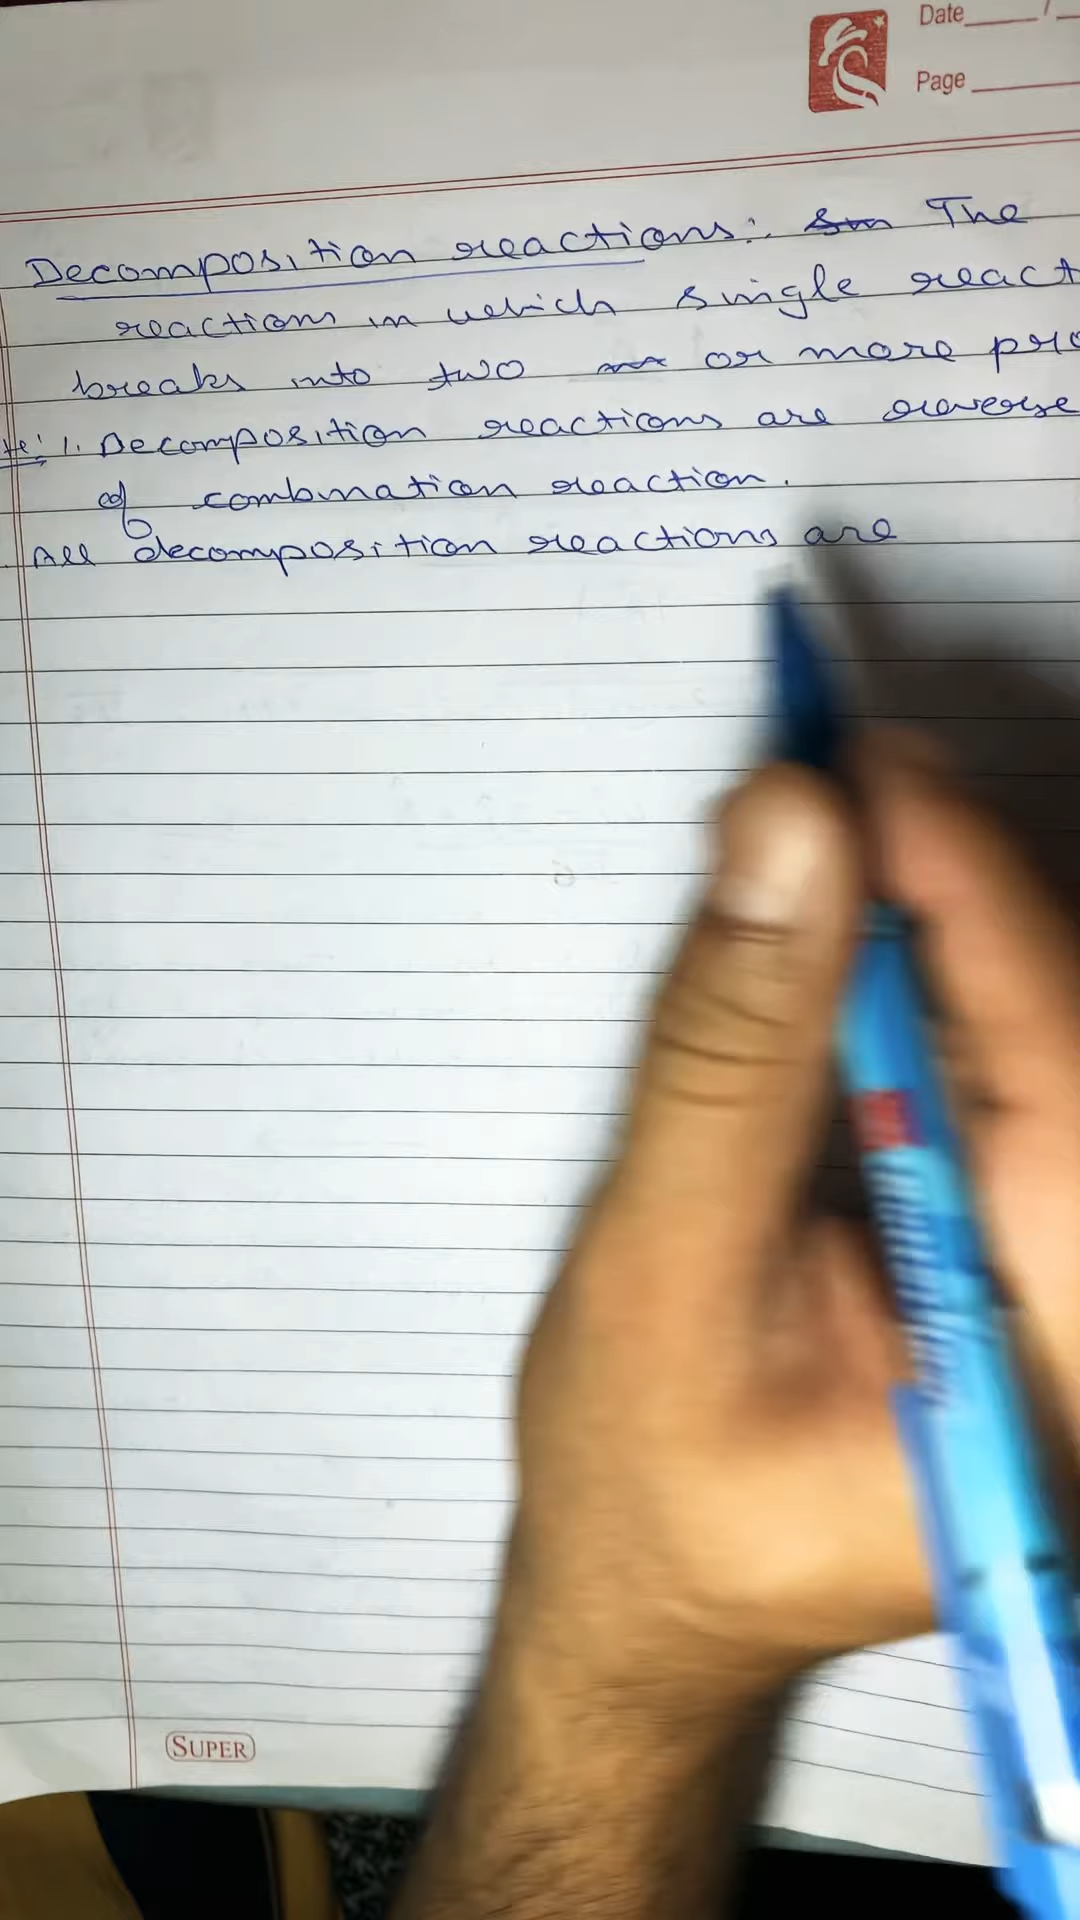 Date
Page
Decomposition reactions:. The
reactions in which single react
breaks into two or more pro
te: 1. Decomposition reactions are reverse
of combination reaction.
All decomposition reactions are
SUPER